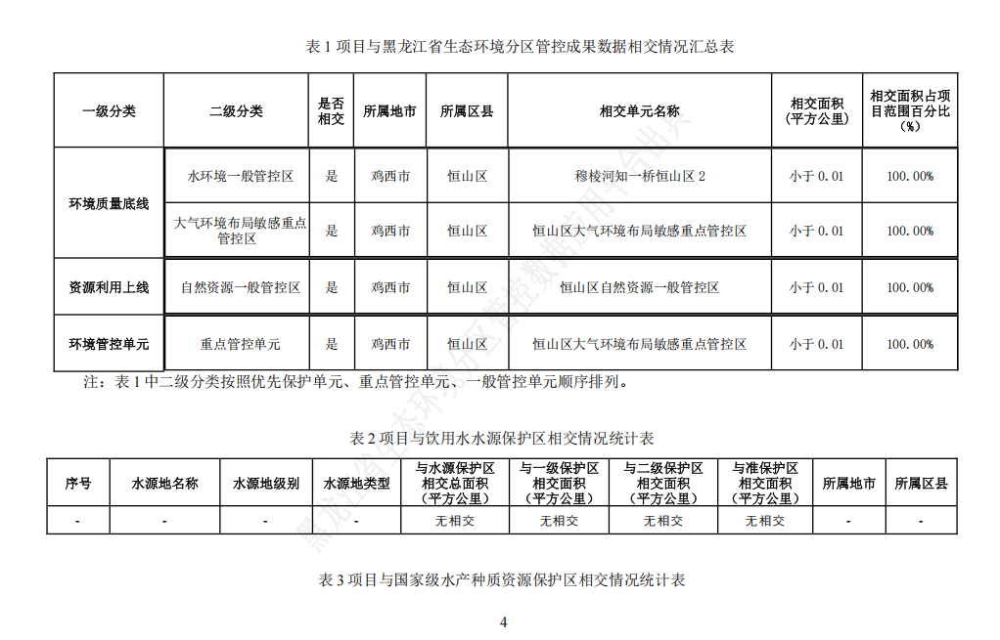 表 1 项目与黑龙江省生态环境分区管控成果数据相交情况汇总表
一级分类 二级分类 是否相交 所属地市 所属区县 相交单元名称 相交面积(平方公里) 相交面积占项目范围百分比（%）
环境质量底线 水环境一般管控区 是 鸡西市 恒山区 穆棱河知一桥恒山区 2 小于 0.01 100.00%
大气环境布局敏感重点管控区 是 鸡西市 恒山区 恒山区大气环境布局敏感重点管控区 小于 0.01 100.00%
资源利用上线 自然资源一般管控区 是 鸡西市 恒山区 恒山区自然资源一般管控区 小于 0.01 100.00%
环境管控单元 重点管控单元 是 鸡西市 恒山区 恒山区大气环境布局敏感重点管控区 小于 0.01 100.00%
注：表 1 中二级分类按照优先保护单元、重点管控单元、一般管控单元顺序排列。
表 2 项目与饮用水水源保护区相交情况统计表
序号 水源地名称 水源地级别 水源地类型 与水源保护区相交总面积（平方公里） 与一级保护区相交面积（平方公里） 与二级保护区相交面积（平方公里） 与准保护区相交面积（平方公里） 所属地市 所属区县
- - - - 无相交 无相交 无相交 无相交 - -
表 3 项目与国家级水产种质资源保护区相交情况统计表
4
黑龙江省生态环境分区管控数据应用平台出具